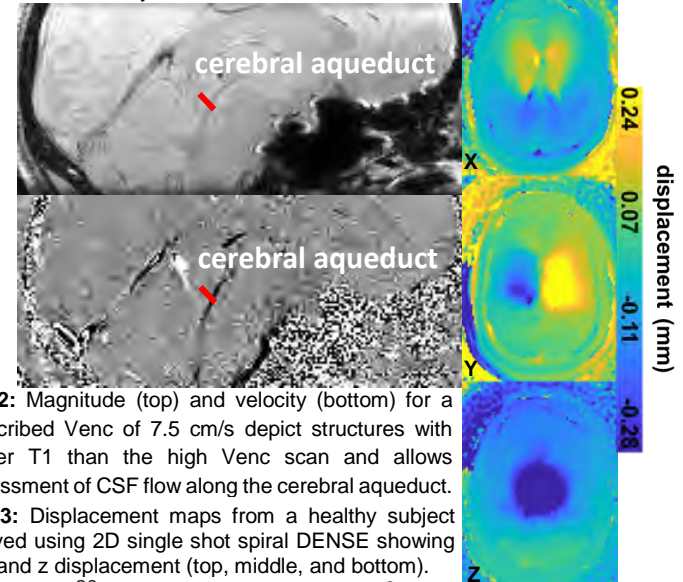 cerebral aqueduct
cerebral aqueduct
X
Y
Z
0.24
0.07
-0.11
-0.28
displacement (mm)
2: Magnitude (top) and velocity (bottom) for a
cribed Venc of 7.5 cm/s depict structures with
er T1 than the high Venc scan and allows
ssment of CSF flow along the cerebral aqueduct.
3: Displacement maps from a healthy subject
ved using 2D single shot spiral DENSE showing
and z displacement (top, middle, and bottom).